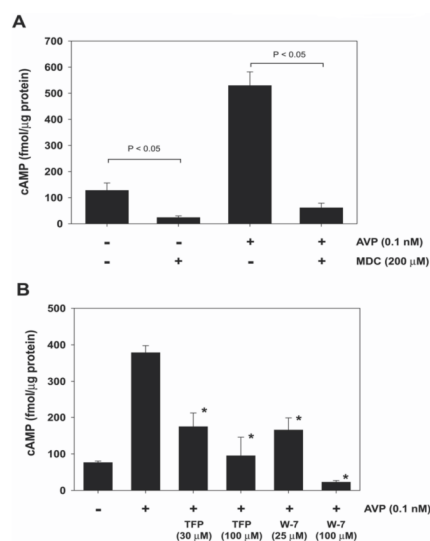 A
700
600
500
400
300
200
100
0
cAMP (fmol/μg protein)
P < 0.05
P < 0.05
- - + + AVP (0.1 nM)
- + - + MDC (200 μM)
B
500
400
300
200
100
0
cAMP (fmol/μg protein)
* * * *
- + + + + + AVP (0.1 nM)
TFP TFP W-7 W-7
(30 μM) (100 μM) (25 μM) (100 μM)